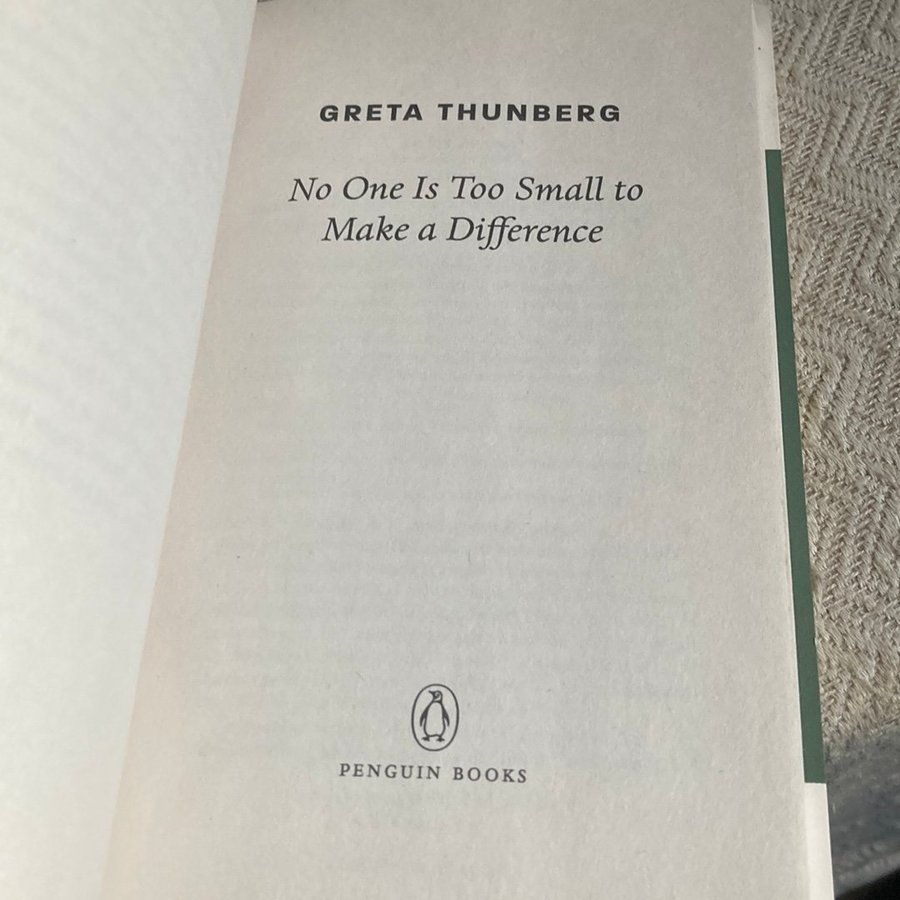 GRETA THUNBERG
No One Is Too Small to
Make a Difference
PENGUIN BOOKS